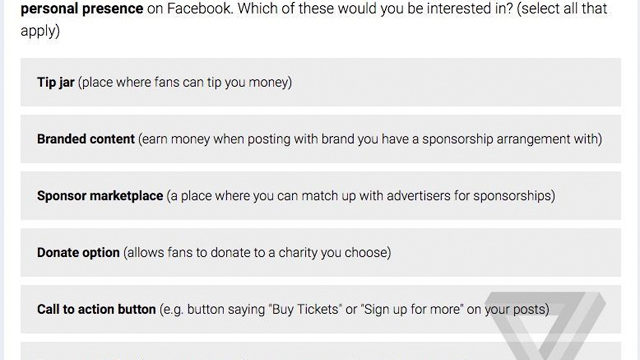 personal presence on Facebook. Which of these would you be interested in? (select all that
apply)
Tip jar (place where fans can tip you money)
Branded content (earn money when posting with brand you have a sponsorship arrangement with)
Sponsor marketplace (a place where you can match up with advertisers for sponsorships)
Donate option (allows fans to donate to a charity you choose)
Call to action button (e.g. button saying "Buy Tickets" or "Sign up for more" on your posts)